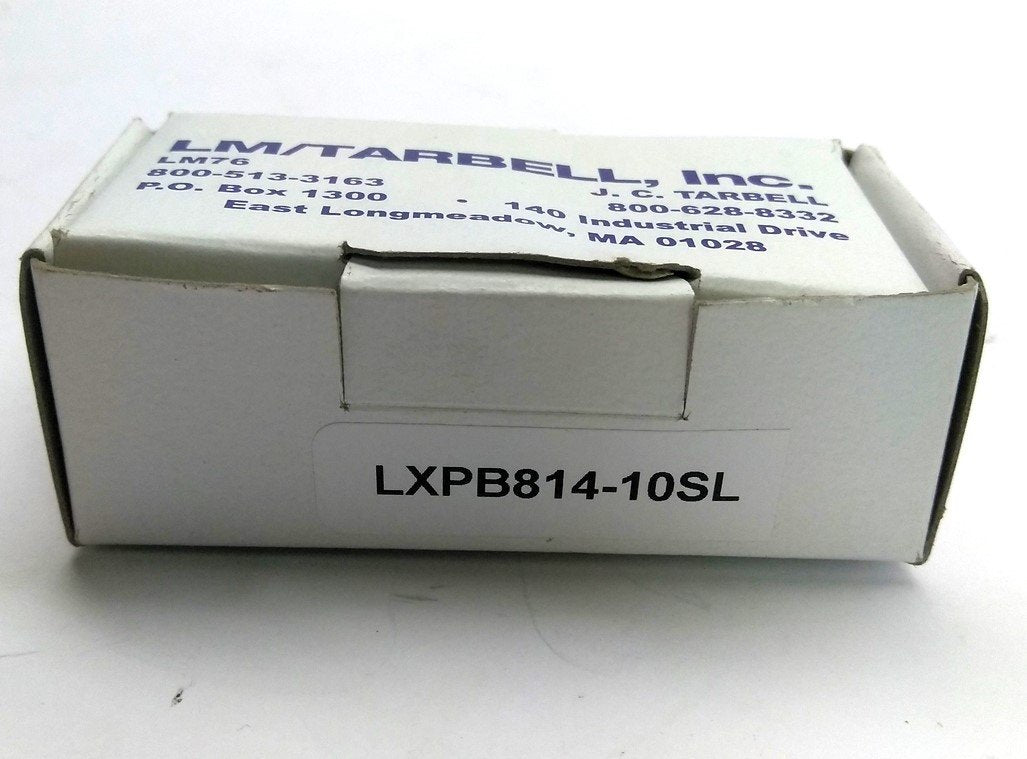 LM/TARBELL, Inc.
LM76
800-513-3163
J. C. TARBELL
800-628-8332
P.O. Box 1300 • 140 Industrial Drive
East Longmeadow, MA 01028
LXPB814-10SL